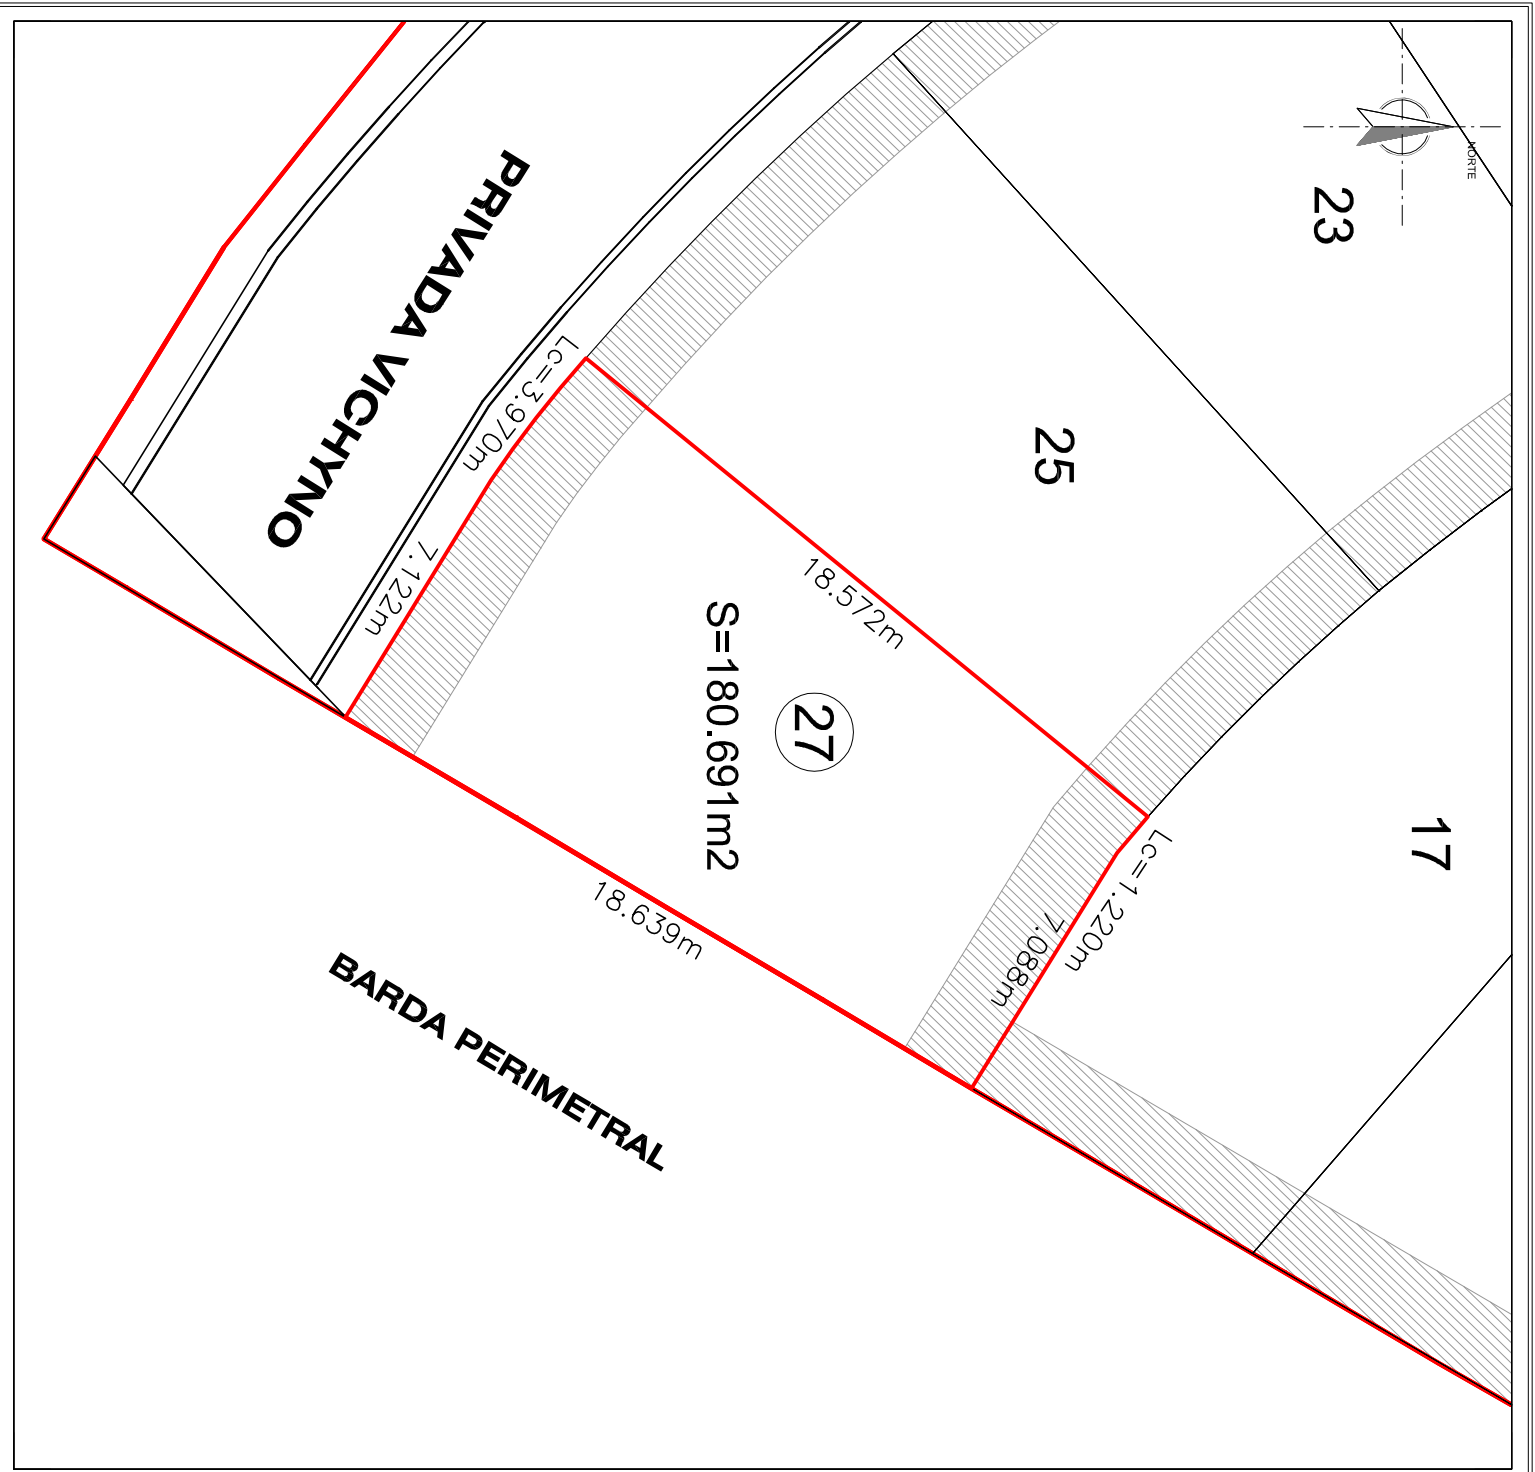 NORTE
23
PRIVADA VICHYNO
25
Lc=3.970m
7.122m
18.572m
27
S=180.691m2
17
Lc=1.220m
7.088m
18.639m
BARDA PERIMETRAL